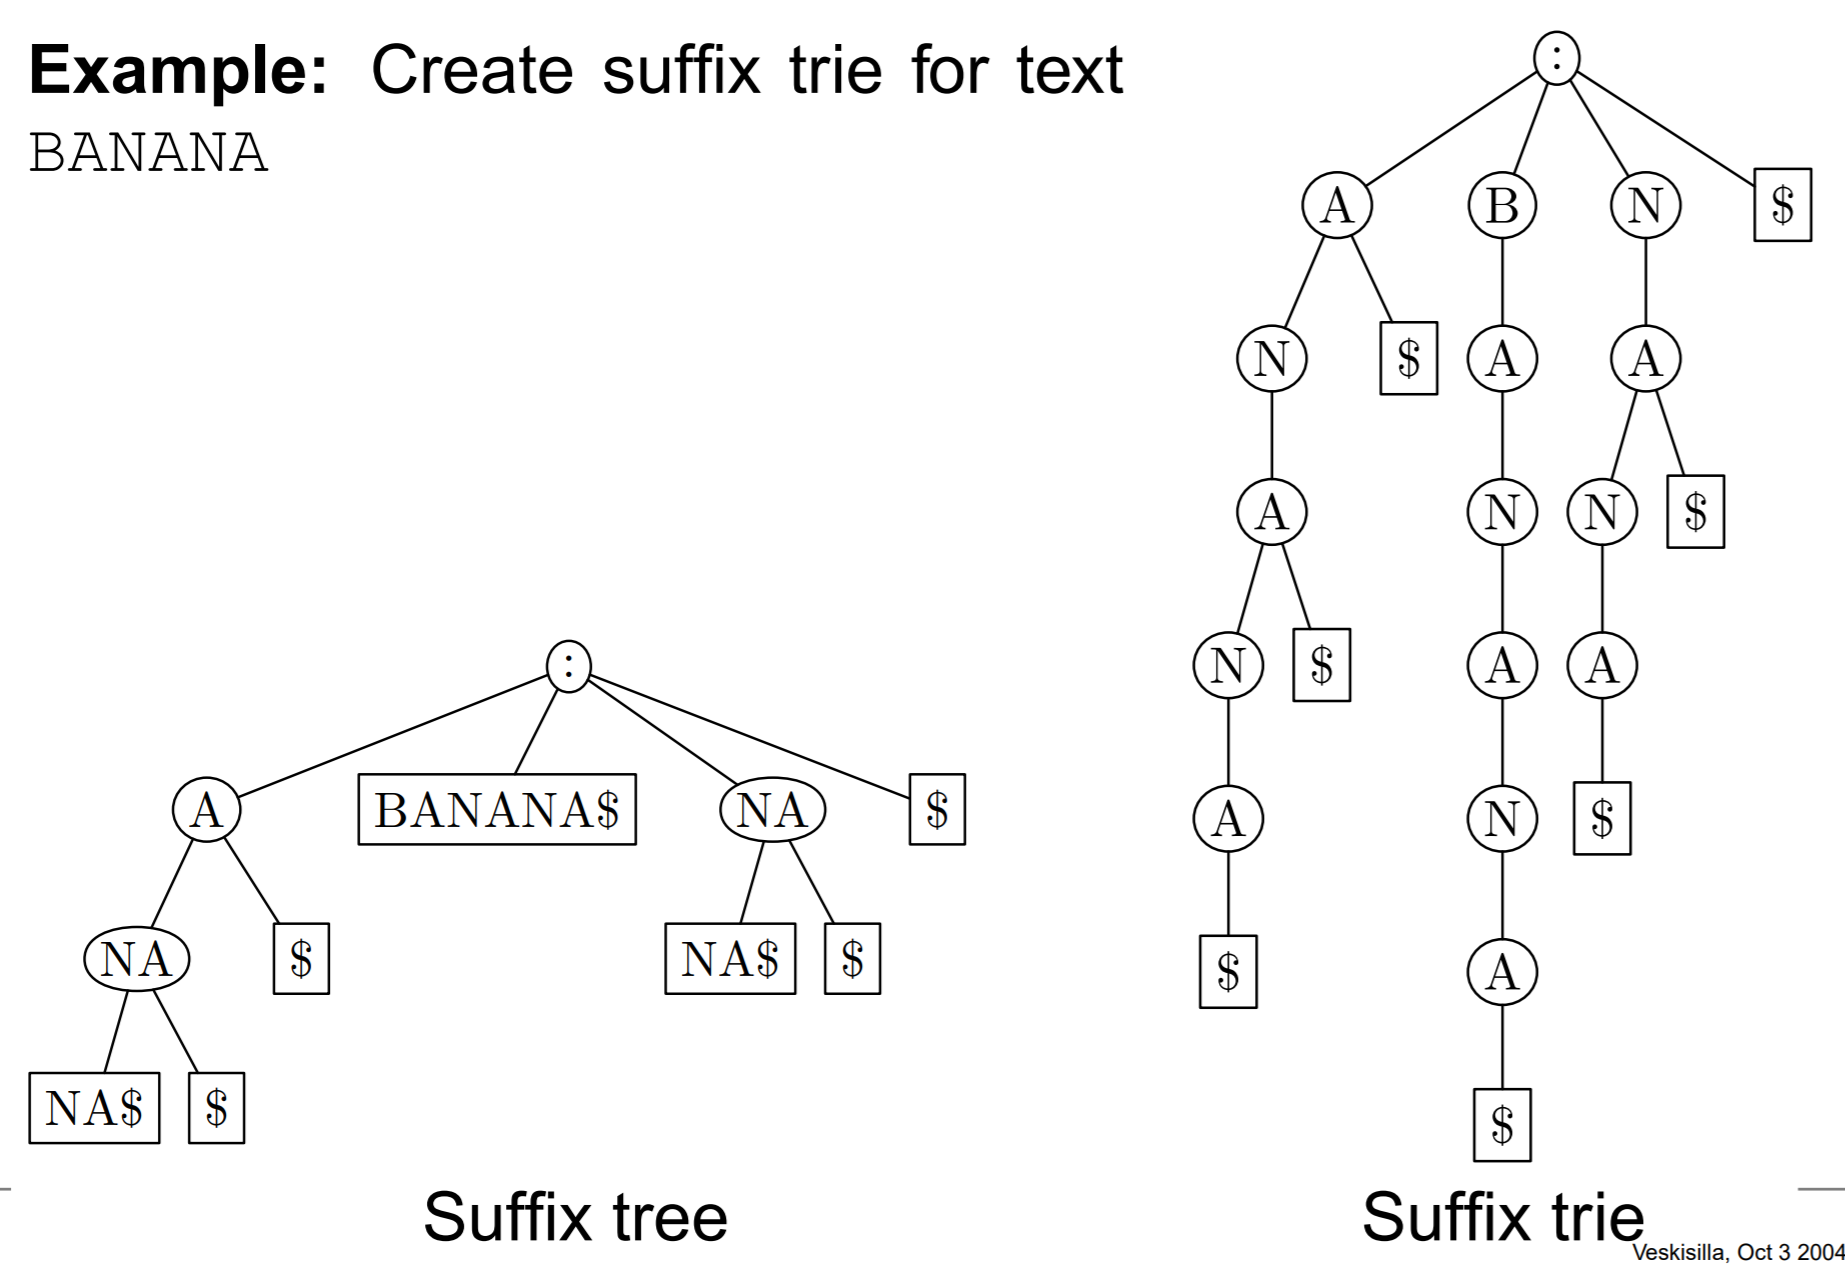 Example: Create suffix trie for text
BANANA
:
A B N $
N $ A A
A N N $
N $ A A
A N $
$ A
$
:
A BANANA$ NA $
NA $ NA$ $
NA$ $
Suffix tree
Suffix trie
Veskisilla, Oct 3 2004